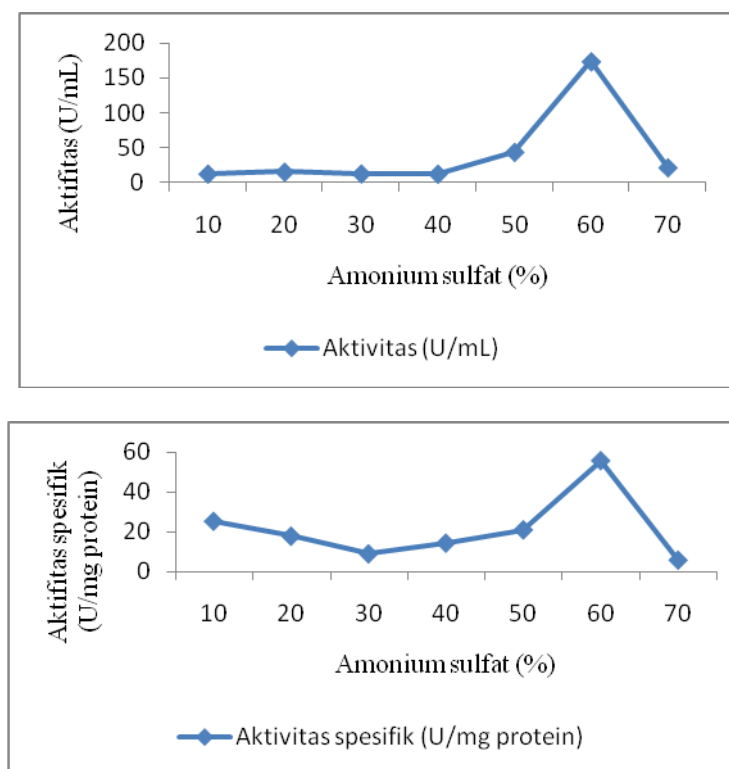 Aktifitas (U/mL)
200
150
100
50
0
10 20 30 40 50 60 70
Amonium sulfat (%)
Aktivitas (U/mL)
Aktifitas spesifik
(U/mg protein)
60
40
20
0
10 20 30 40 50 60 70
Amonium sulfat (%)
Aktivitas spesifik (U/mg protein)